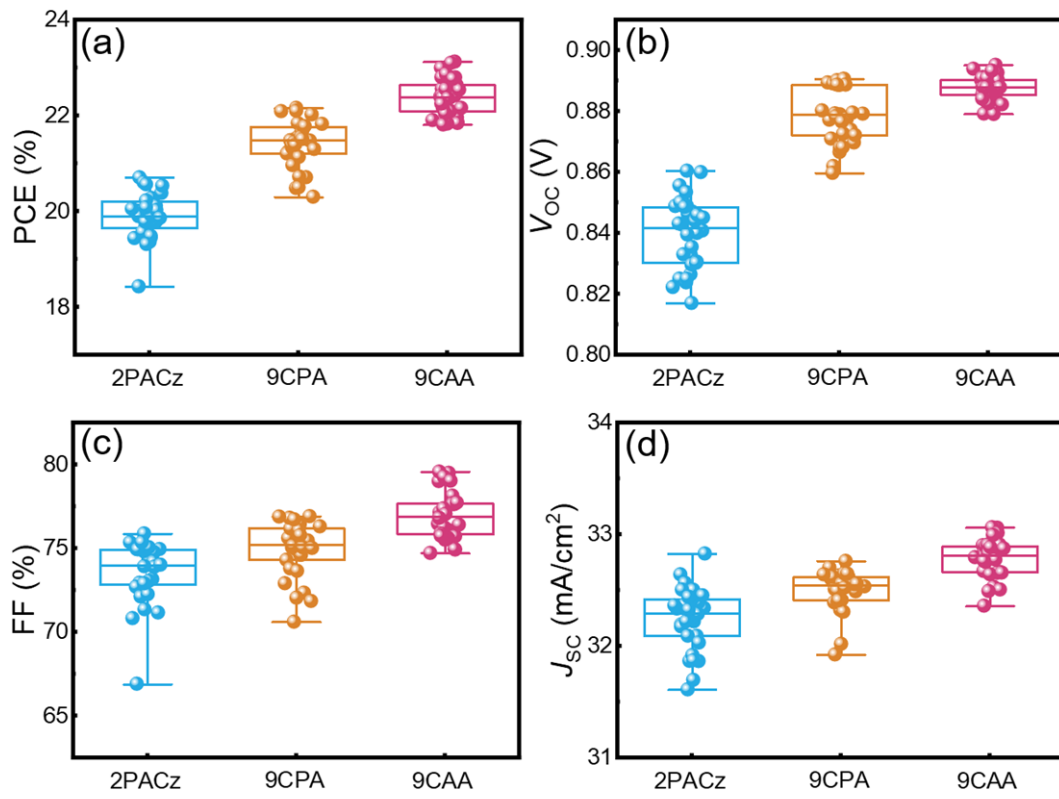 (a)
PCE (%)
24
22
20
18
2PACz 9CPA 9CAA
(b)
V_OC (V)
0.90
0.88
0.86
0.84
0.82
0.80
2PACz 9CPA 9CAA
(c)
FF (%)
80
75
70
65
2PACz 9CPA 9CAA
(d)
J_SC (mA/cm²)
34
33
32
31
2PACz 9CPA 9CAA